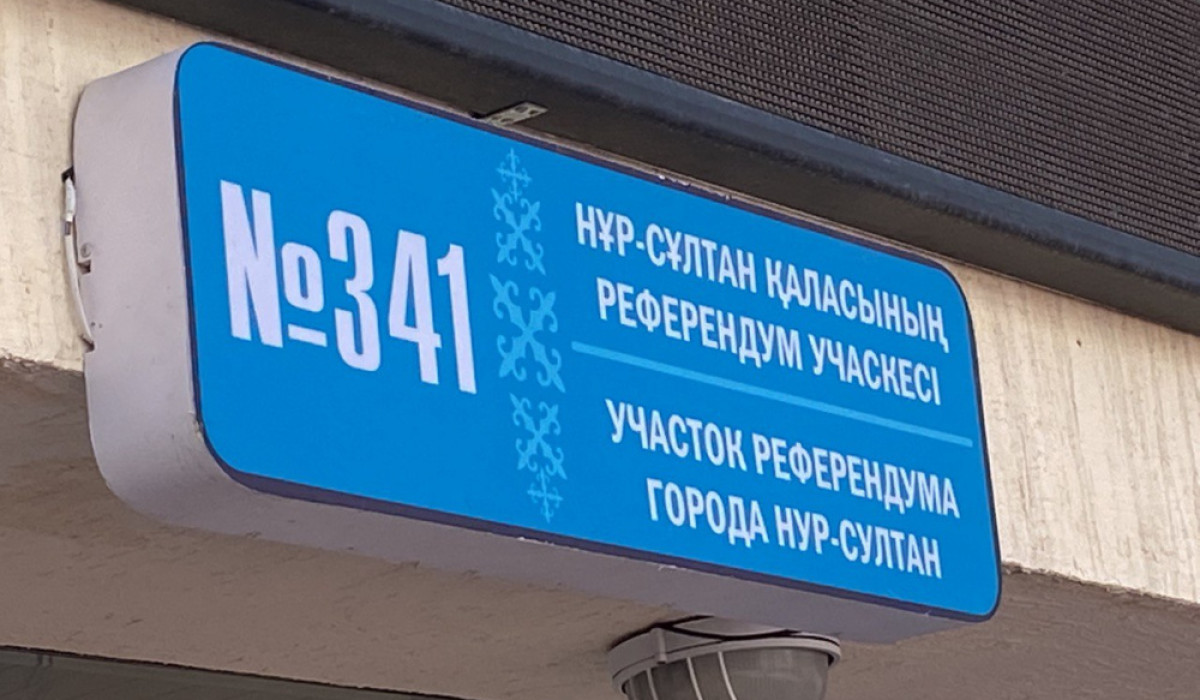 №341
НҰР-СҰЛТАН ҚАЛАСЫНЫҢ
РЕФЕРЕНДУМ УЧАСКЕСІ
УЧАСТОК РЕФЕРЕНДУМА
ГОРОДА НУР-СУЛТАН